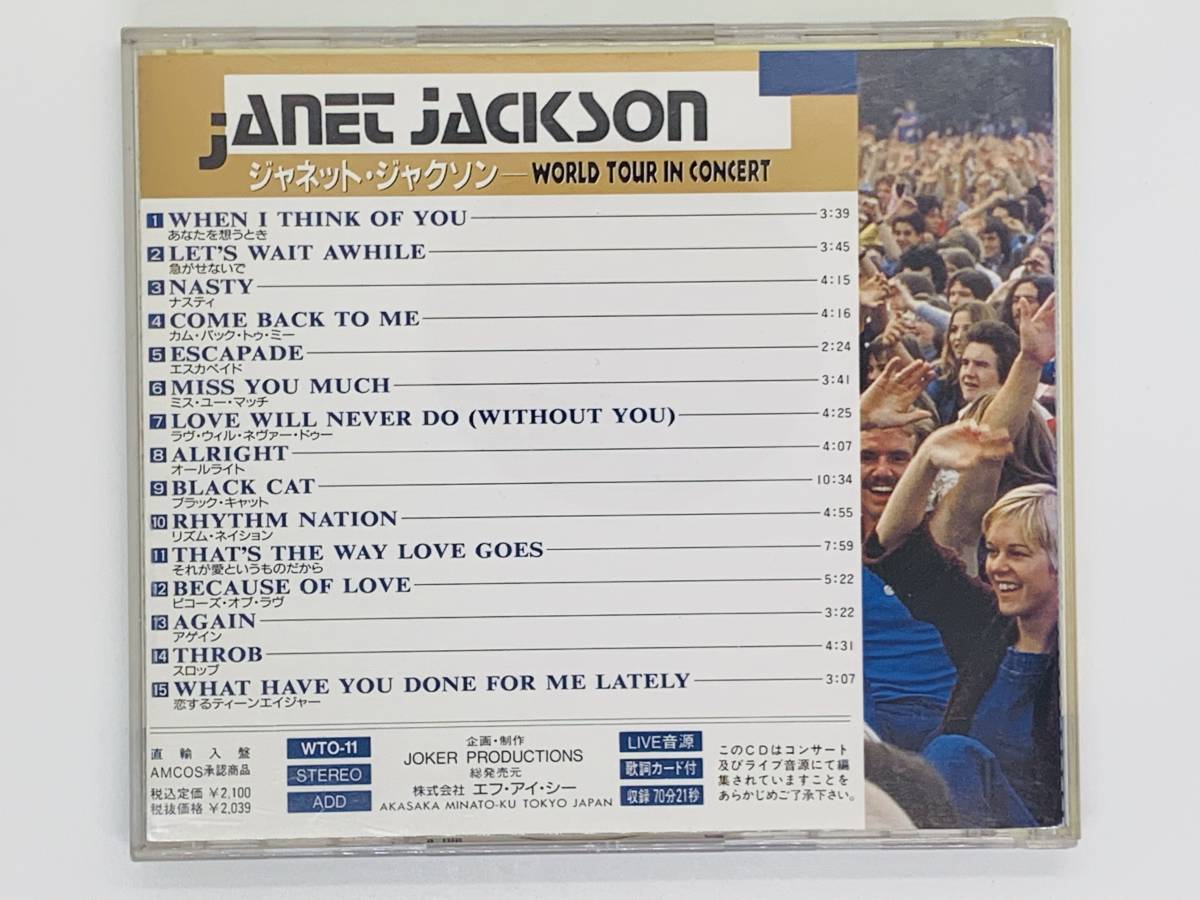 jANET JACKSON
ジャネット・ジャクソン—WORLD TOUR IN CONCERT
1 WHEN I THINK OF YOU 3:39
あなたを想うとき
2 LET'S WAIT AWHILE 3:45
急がせないで
3 NASTY 4:15
ナスティ
4 COME BACK TO ME 4:16
カム・バック・トゥ・ミー
5 ESCAPADE 2:24
エスカペイド
6 MISS YOU MUCH 3:41
ミス・ユー・マッチ
7 LOVE WILL NEVER DO (WITHOUT YOU) 4:25
ラヴ・ウィル・ネヴァー・ドゥー
8 ALRIGHT 4:07
オールライト
9 BLACK CAT 10:34
ブラック・キャット
10 RHYTHM NATION 4:55
リズム・ネイション
11 THAT'S THE WAY LOVE GOES 7:59
それが愛というものだから
12 BECAUSE OF LOVE 5:22
ビコーズ・オブ・ラヴ
13 AGAIN 3:22
アゲイン
14 THROB 4:31
スロップ
15 WHAT HAVE YOU DONE FOR ME LATELY 3:07
恋するティーンエイジャー
直輸入盤
AMCOS承認商品
税込定価 ¥2,100
税抜価格 ¥2,039
WTO-11
STEREO
ADD
企画・制作
JOKER PRODUCTIONS
総発売元
株式会社 エフ・アイ・シー
AKASAKA MINATO-KU TOKYO JAPAN
LIVE音源
歌詞カード付
収録 70分21秒
このCDはコンサート
及びライブ音源にて編
集されていますことを
あらかじめご了承下さい。